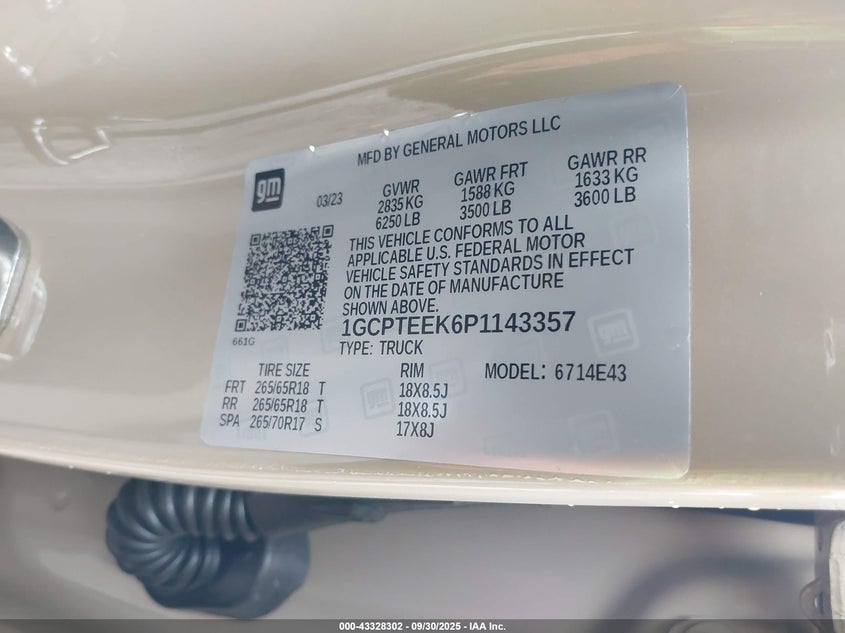 MFD BY GENERAL MOTORS LLC
gm
03/23
GVWR
2835 KG
6250 LB
GAWR FRT
1588 KG
3500 LB
GAWR RR
1633 KG
3600 LB
THIS VEHICLE CONFORMS TO ALL
APPLICABLE U.S. FEDERAL MOTOR
VEHICLE SAFETY STANDARDS IN EFFECT
ON THE DATE OF MANUFACTURE
SHOWN ABOVE.
661G
1GCPTEEK6P1143357
TYPE: TRUCK
TIRE SIZE RIM MODEL: 6714E43
FRT 265/65R18 T 18X8.5J
RR 265/65R18 T 18X8.5J
SPA 265/70R17 S 17X8J
000-43328302 - 09/30/2025 - IAA Inc.